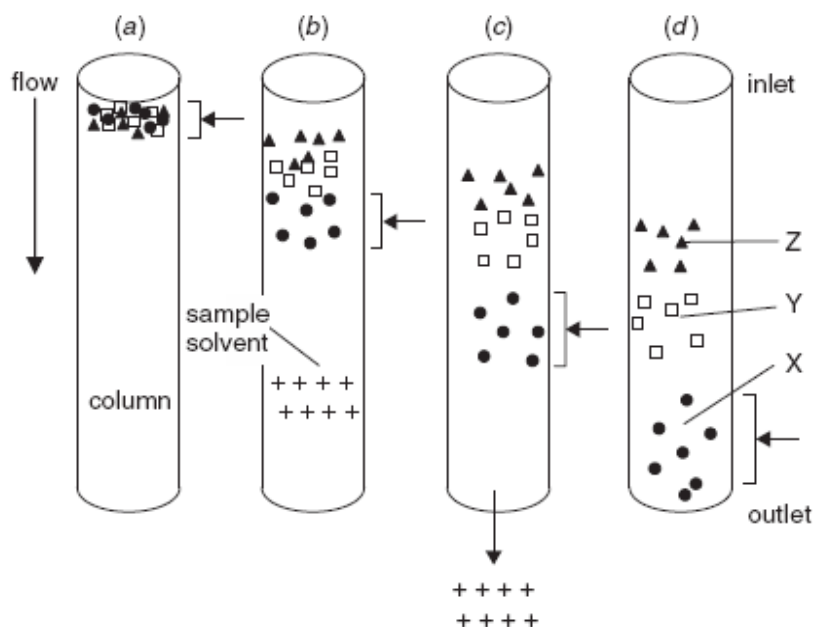 (a)
(b)
(c)
(d)
flow
inlet
Z
Y
sample
solvent
X
+ + + +
+ + + +
column
outlet
+ + + +
+ + + +